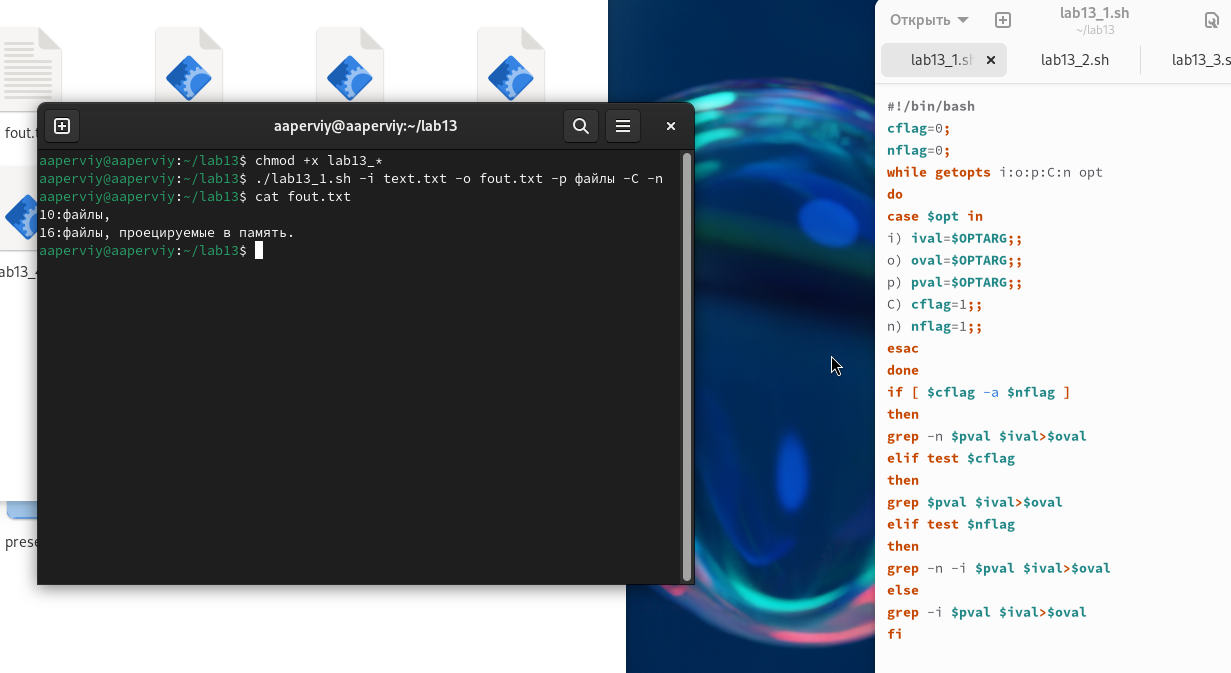 fout.t
ab13_4
prese
aaperviy@aaperviy:~/lab13
aaperviy@aaperviy:~/lab13$ chmod +x lab13_*
aaperviy@aaperviy:~/lab13$ ./lab13_1.sh -i text.txt -o fout.txt -p файлы -C -n
aaperviy@aaperviy:~/lab13$ cat fout.txt
10:файлы,
16:файлы, проецируемые в память.
aaperviy@aaperviy:~/lab13$
Открыть
lab13_1.sh
~/lab13
lab13_1.sh
lab13_2.sh
lab13_3.s
#!/bin/bash
cflag=0;
nflag=0;
while getopts i:o:p:C:n opt
do
case $opt in
i) ival=$OPTARG;;
o) oval=$OPTARG;;
p) pval=$OPTARG;;
C) cflag=1;;
n) nflag=1;;
esac
done
if [ $cflag -a $nflag ]
then
grep -n $pval $ival>$oval
elif test $cflag
then
grep $pval $ival>$oval
elif test $nflag
then
grep -n -i $pval $ival>$oval
else
grep -i $pval $ival>$oval
fi